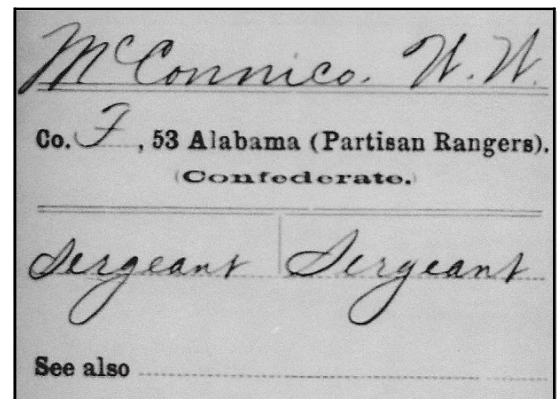 McConnico. W. W.
Co. F, 53 Alabama (Partisan Rangers).
(Confederate.)
Sergeant Sergeant
See also